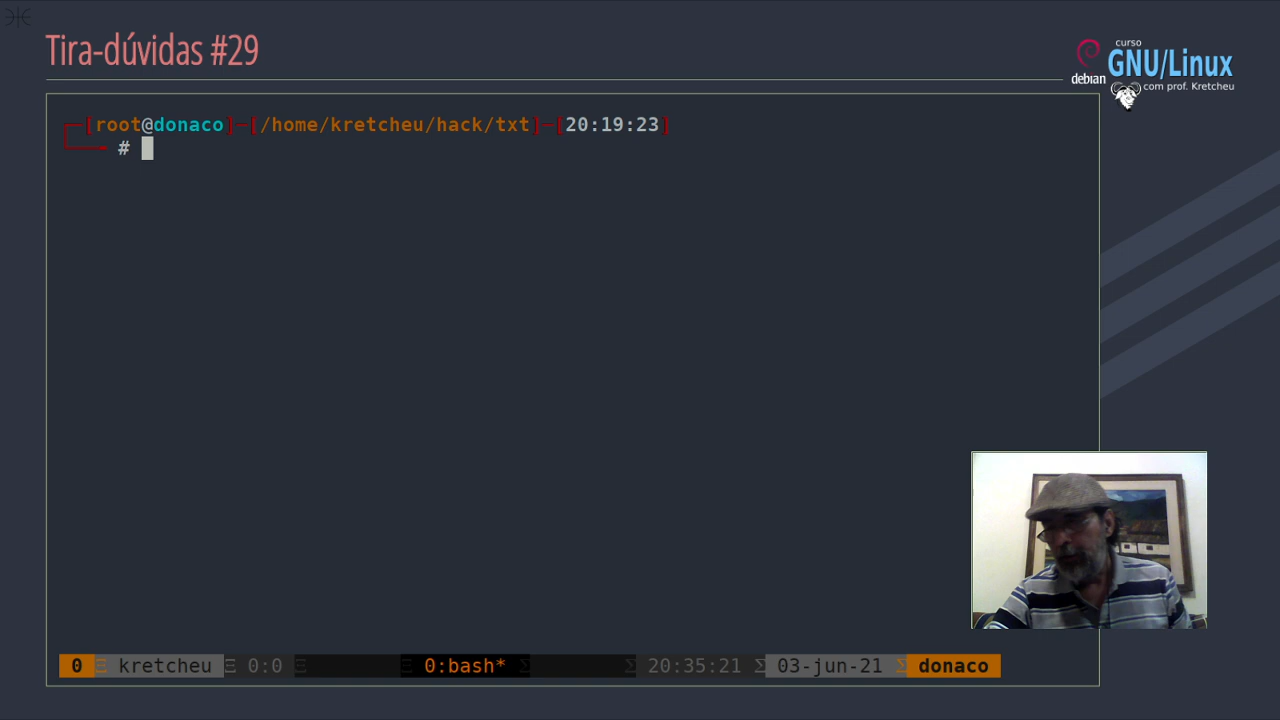 Tira-dúvidas #29
curso
GNU/Linux
debian
com prof. Kretcheu
[root@donaco]-[/home/kretcheu/hack/txt]-[20:19:23]
#
0 Ξ kretcheu Ξ 0:0 Ξ Ξ 0:bash* Σ Σ 20:35:21 Σ 03-jun-21 Σ donaco